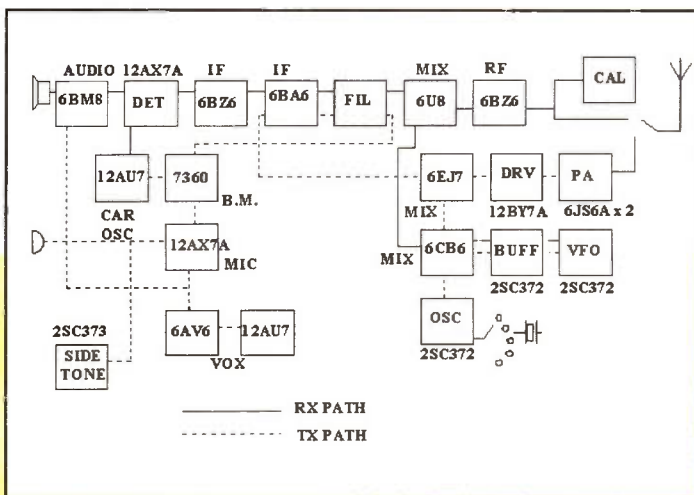 AUDIO 12AX7A IF IF MIX RF
6BM8 DET 6BZ6 6BA6 FIL 6U8 6BZ6 CAL
12AU7 7360 6EJ7 DRV PA
B.M. 12BY7A 6JS6A x 2
CAR
OSC
MIX
12AX7A
MIC
MIX 6CB6 BUFF VFO
2SC372 2SC372
6AV6 12AU7
VOX
OSC
2SC372
2SC373
SIDE
TONE
RX PATH
TX PATH